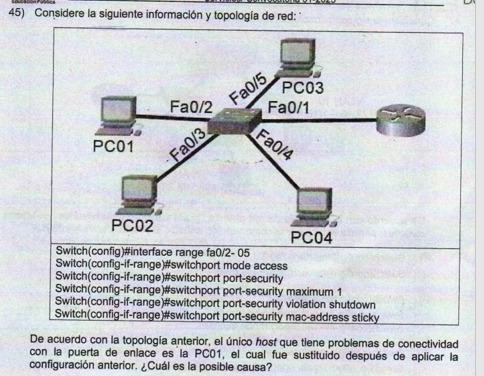 Educación Pública
45) Considere la siguiente información y topología de red:
PC03
Fa0/5
Fa0/2
Fa0/1
PC01
Fa0/3
Fa0/4
PC02
PC04
Switch(config)#interface range fa0/2- 05
Switch(config-if-range)#switchport mode access
Switch(config-if-range)#switchport port-security
Switch(config-if-range)#switchport port-security maximum 1
Switch(config-if-range)#switchport port-security violation shutdown
Switch(config-if-range)#switchport port-security mac-address sticky
De acuerdo con la topología anterior, el único host que tiene problemas de conectividad
con la puerta de enlace es la PC01, el cual fue sustituido después de aplicar la
configuración anterior. ¿Cuál es la posible causa?